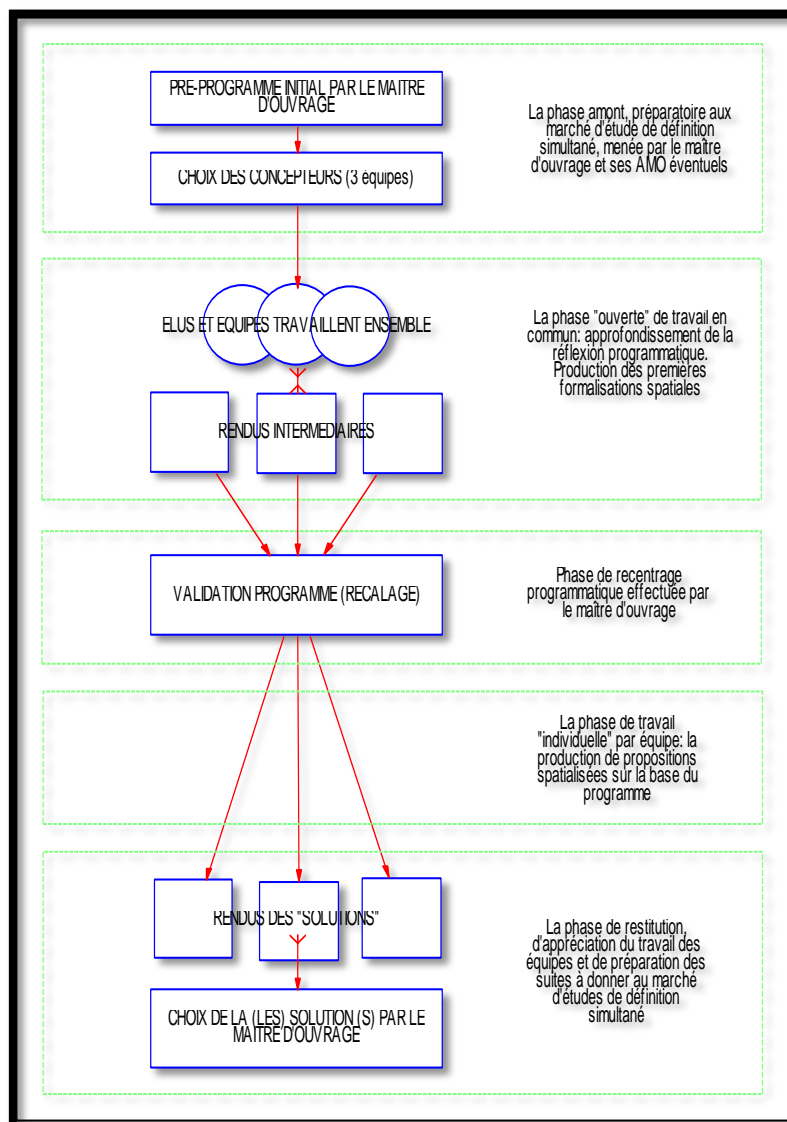 PRE-PROGRAMME INITIAL PAR LE MAITRE
D'OUVRAGE
La phase amont, préparatoire aux
marché d'étude de définition
simultané, menée par le maître
d'ouvrage et ses AMO éventuels
CHOIX DES CONCEPTEURS (3 équipes)
ELUS ET EQUIPES TRAVAILLENT ENSEMBLE
La phase "ouverte" de travail en
commun: approfondissement de la
réflexion programmatique.
Production des premières
formalisations spatiales
RENDUS INTERMEDIAIRES
VALIDATION PROGRAMME (RECALAGE)
Phase de recentrage
programmatique effectuée par
le maître d'ouvrage
La phase de travail
"individuelle" par équipe: la
production de propositions
spatialisées sur la base du
programme
RENDUS DES "SOLUTIONS"
La phase de restitution,
d'appréciation du travail des
équipes et de préparation des
suites à donner au marché
d'études de définition
simultané
CHOIX DE LA (LES) SOLUTION (S) PAR LE
MAITRE D'OUVRAGE